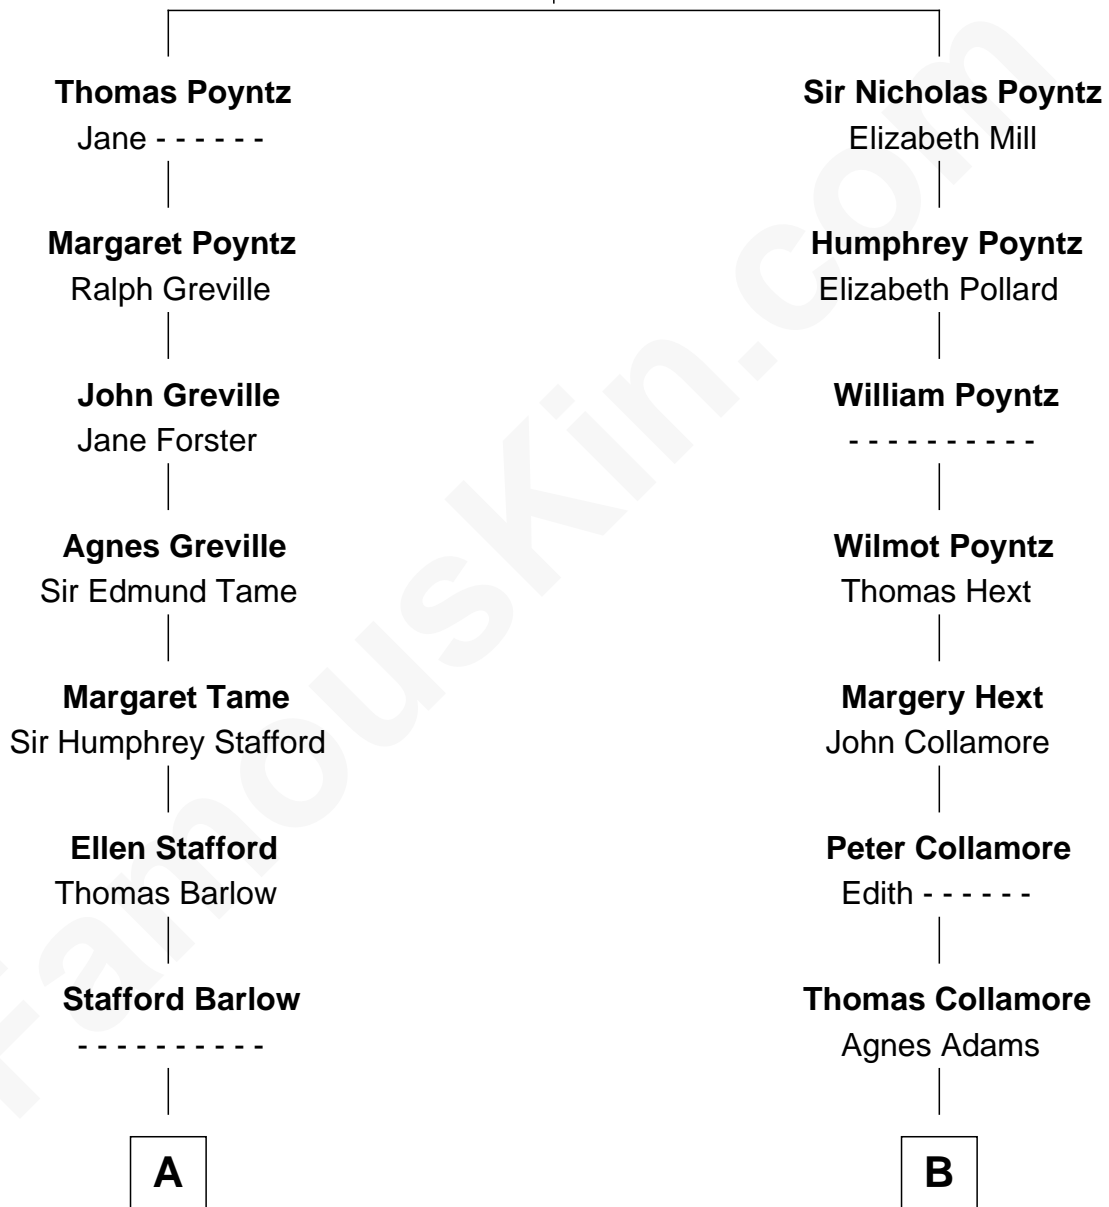 Thomas Poyntz
Jane - - - - - -
Margaret Poyntz
Ralph Greville
John Greville
Jane Forster
Agnes Greville
Sir Edmund Tame
Margaret Tame
Sir Humphrey Stafford
Ellen Stafford
Thomas Barlow
Stafford Barlow
- - - - - - - - - -
A
Sir Nicholas Poyntz
Elizabeth Mill
Humphrey Poyntz
Elizabeth Pollard
William Poyntz
- - - - - - - - - -
Wilmot Poyntz
Thomas Hext
Margery Hext
John Collamore
Peter Collamore
Edith - - - - - -
Thomas Collamore
Agnes Adams
B
FamousKin.com